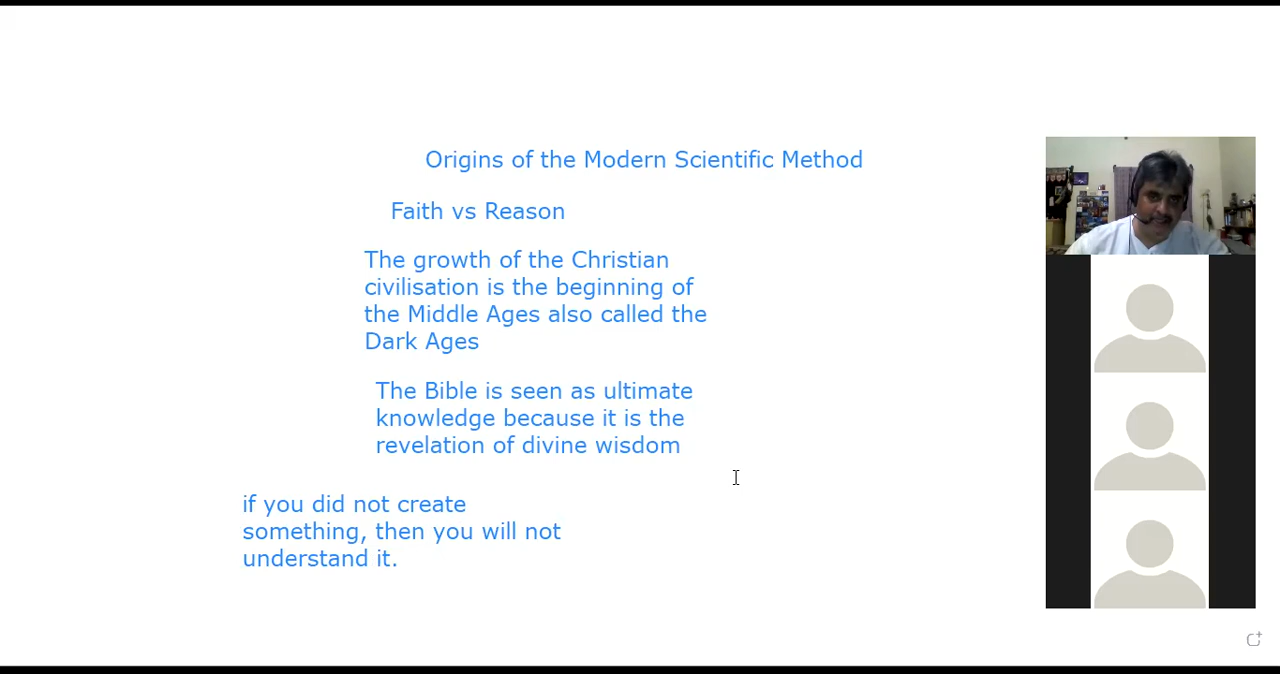 Origins of the Modern Scientific Method
Faith vs Reason
The growth of the Christian
civilisation is the beginning of
the Middle Ages also called the
Dark Ages
The Bible is seen as ultimate
knowledge because it is the
revelation of divine wisdom
if you did not create
something, then you will not
understand it.